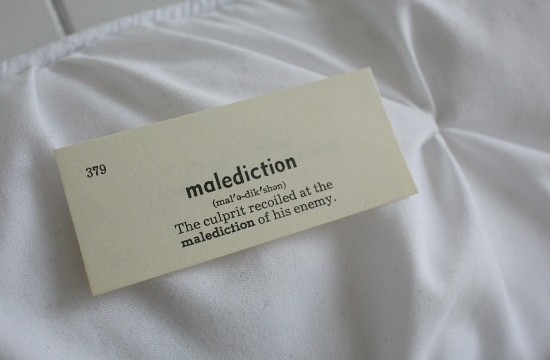 379
malediction
(mal'ə-dik'shən)
The culprit recoiled at the
malediction of his enemy.